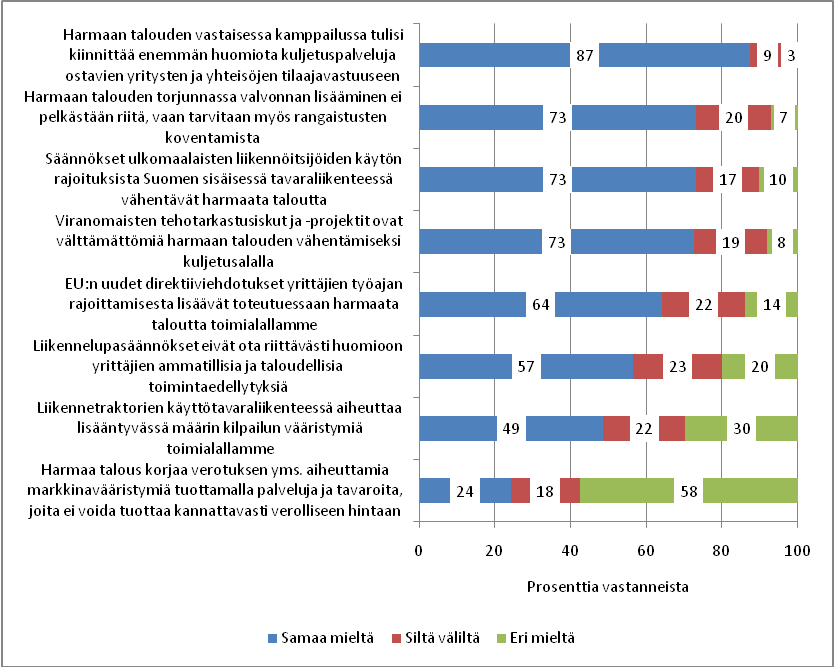 Harmaan talouden vastaisessa kamppailussa tulisi
kiinnittää enemmän huomiota kuljetuspalveluja
ostavien yritysten ja yhteisöjen tilaajavastuuseen
87 9 3
Harmaan talouden torjunnassa valvonnan lisääminen ei
pelkästään riitä, vaan tarvitaan myös rangaistusten
koventamista
73 20 7
Säännökset ulkomaalaisten liikennöitsijöiden käytön
rajoituksista Suomen sisäisessä tavaraliikenteessä
vähentävät harmaata taloutta
73 17 10
Viranomaisten tehotarkastusiskut ja -projektit ovat
välttämättömiä harmaan talouden vähentämiseksi
kuljetusalalla
73 19 8
EU:n uudet direktiiviehdotukset yrittäjien työajan
rajoittamisesta lisäävät toteutuessaan harmaata
taloutta toimialallamme
64 22 14
Liikennelupasäännökset eivät ota riittävästi huomioon
yrittäjien ammatillisia ja taloudellisia
toimintaedellytyksiä
57 23 20
Liikennetraktorien käyttötavaraliikenteessä aiheuttaa
lisääntyvässä määrin kilpailun vääristymiä
toimialallamme
49 22 30
Harmaa talous korjaa verotuksen yms. aiheuttamia
markkinavääristymiä tuottamalla palveluja ja tavaroita,
joita ei voida tuottaa kannattavasti verolliseen hintaan
24 18 58
0 20 40 60 80 100
Prosenttia vastanneista
Samaa mieltä Siltä väliltä Eri mieltä